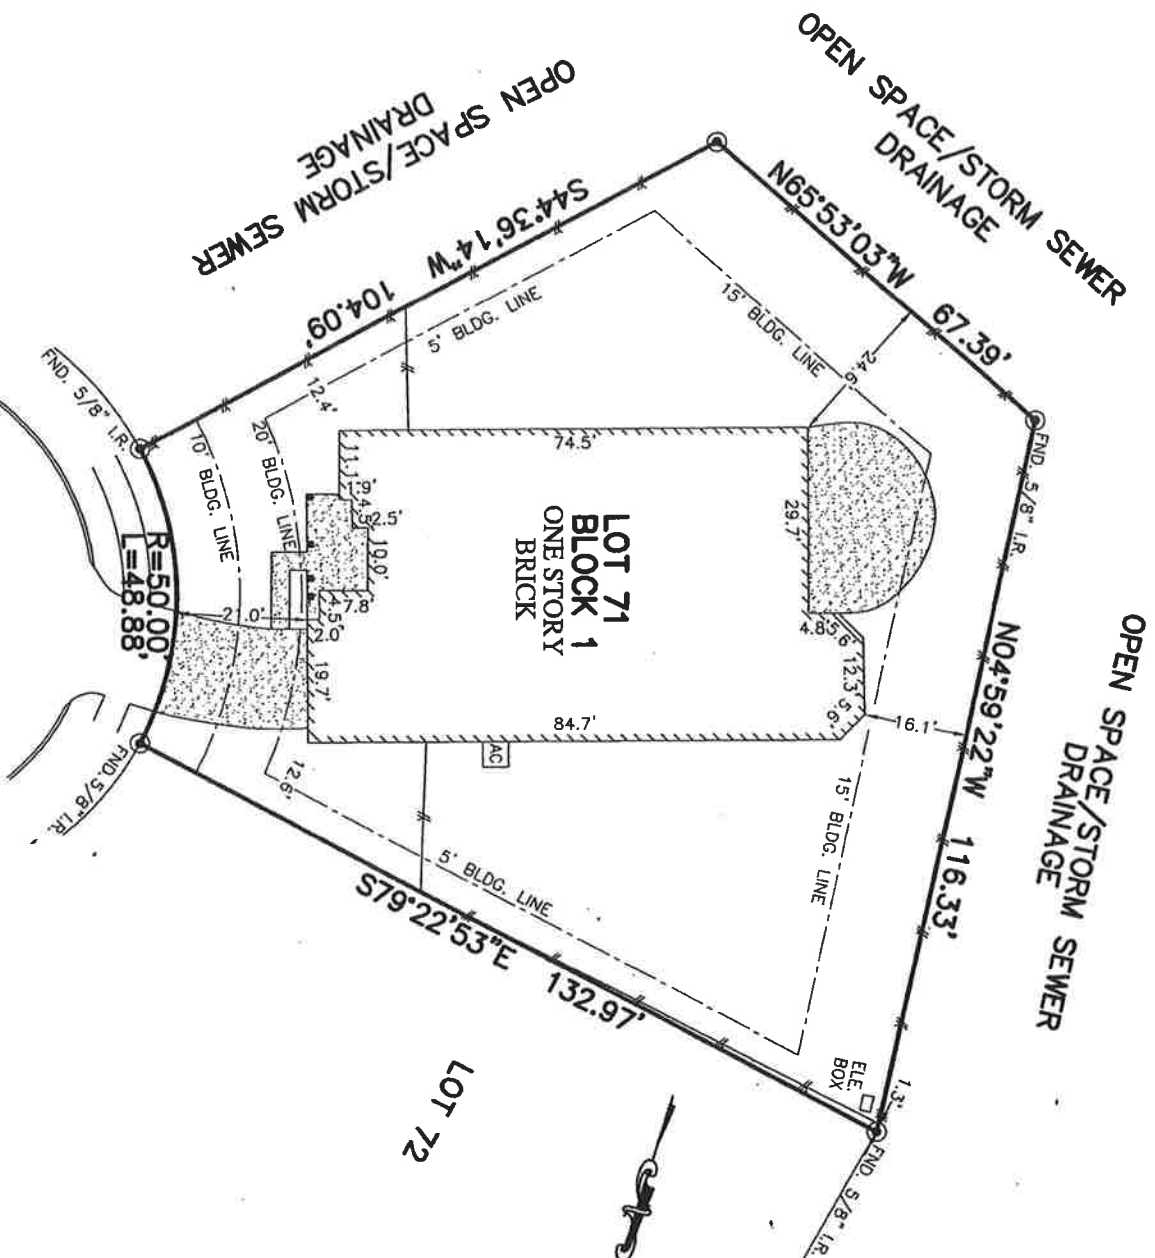 OPEN SPACE/STORM SEWER
DRAINAGE
OPEN SPACE/STORM SEWER
DRAINAGE
N65°53'03"W 67.39'
S44°36'14"W 104.09'
5' BLDG. LINE
15' BLDG. LINE
24.6'
FND. 5/8" I.R.
FND. 5/8" I.R.
12.4'
20' BLDG. LINE
10' BLDG. LINE
74.5'
11.1'
1.9'
2.5'
10.0'
7.8'
4.5'
2.0'
19.7'
21.0'
29.7'
4.8'
5.6'
12.3'
5.6'
16.1'
84.7'
LOT 71
BLOCK 1
ONE STORY
BRICK
R=50.00'
L=48.88'
AC
12.6'
FND. 5/8" I.R.
OPEN SPACE/STORM SEWER
DRAINAGE
N04°59'22"W 116.33'
15' BLDG. LINE
5' BLDG. LINE
S79°22'53"E 132.97'
ELE.
BOX
1.3'
LOT 72
FND. 5/8" I.R.